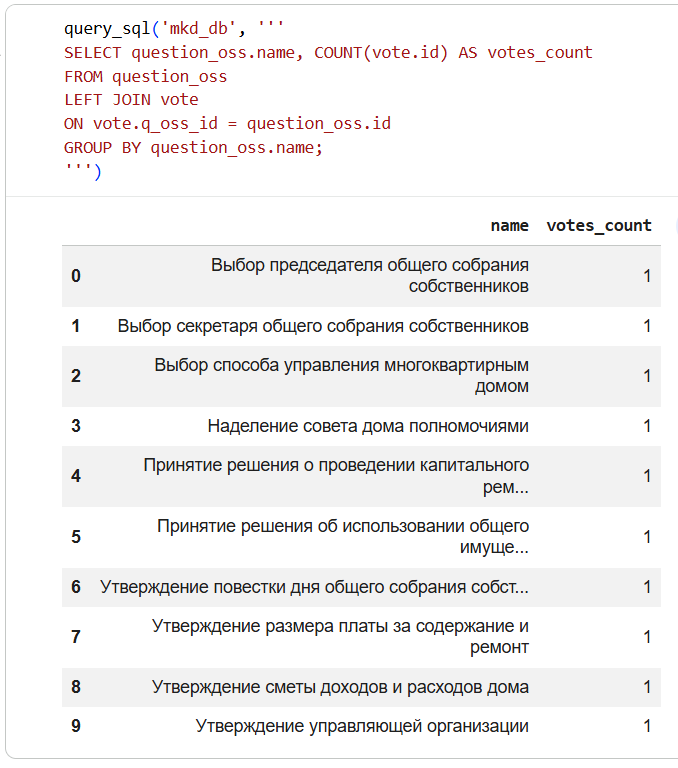 query_sql('mkd_db', '''
SELECT question_oss.name, COUNT(vote.id) AS votes_count
FROM question_oss
LEFT JOIN vote
ON vote.q_oss_id = question_oss.id
GROUP BY question_oss.name;
''')
name votes_count
0 Выбор председателя общего собрания
собственников 1
1 Выбор секретаря общего собрания собственников 1
2 Выбор способа управления многоквартирным
домом 1
3 Наделение совета дома полномочиями 1
4 Принятие решения о проведении капитального
рем... 1
5 Принятие решения об использовании общего
имуще... 1
6 Утверждение повестки дня общего собрания собст... 1
7 Утверждение размера платы за содержание и
ремонт 1
8 Утверждение сметы доходов и расходов дома 1
9 Утверждение управляющей организации 1